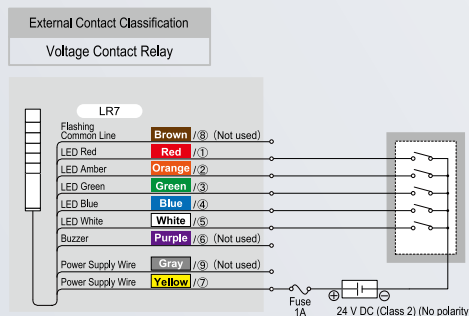 External Contact Classification
Voltage Contact Relay
LR7
Flashing
Common Line Brown /⑧ (Not used)
LED Red Red /①
LED Amber Orange /②
LED Green Green /③
LED Blue Blue /④
LED White White /⑤
Buzzer Purple /⑥ (Not used)
Power Supply Wire Gray /⑨ (Not used)
Power Supply Wire Yellow /⑦
Fuse
1A
⊕ ⊖
24 V DC (Class 2) (No polarity